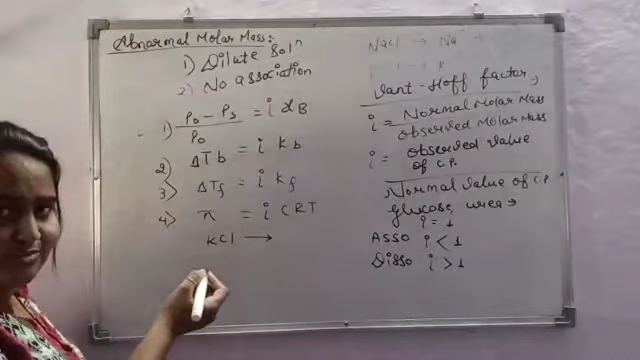 Abnormal Molar Mass:-
1) Dilute Solⁿ
2) No association
1) P₀ - Pₛ / P₀ = i xB
2) ΔTb = i kb
3) ΔTf = i kf
4) π = i CRT
KCl →
NaCl → Na
Vant-Hoff factor,
i = Normal Molar Mass / Observed Molar Mass
i = Observed value of C.P. / Normal Value of C.P.
Glucose, urea →
i = 1
Asso i < 1
Disso i > 1